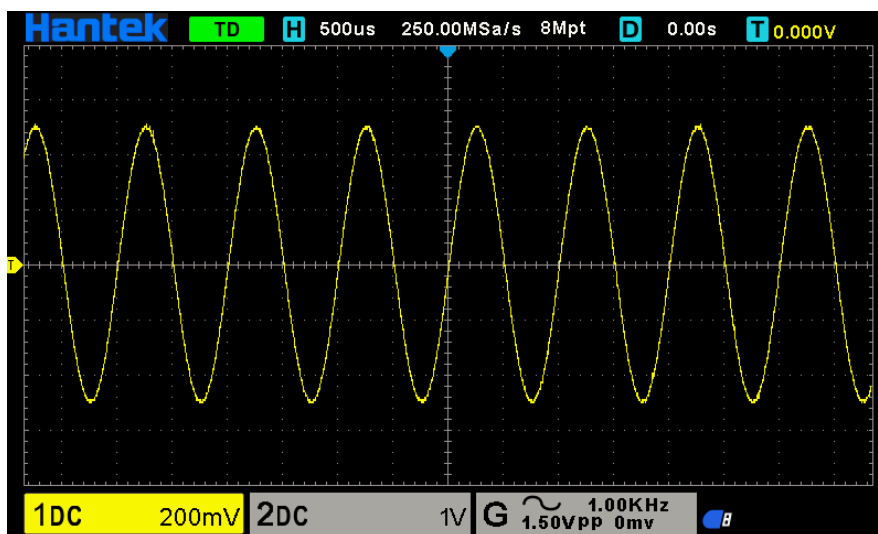 Hantek TD H 500us 250.00MSa/s 8Mpt D 0.00s T 0.000V
T
1DC 200mV 2DC 1V G 1.00KHz
1.50Vpp 0mv